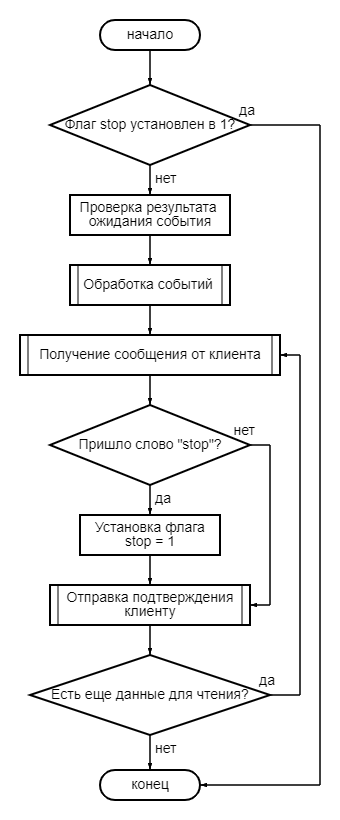 начало
да
Флаг stop установлен в 1?
нет
Проверка результата
ожидания события
Обработка событий
Получение сообщения от клиента
нет
Пришло слово "stop"?
да
Установка флага
stop = 1
Отправка подтверждения
клиенту
да
Есть еще данные для чтения?
нет
конец